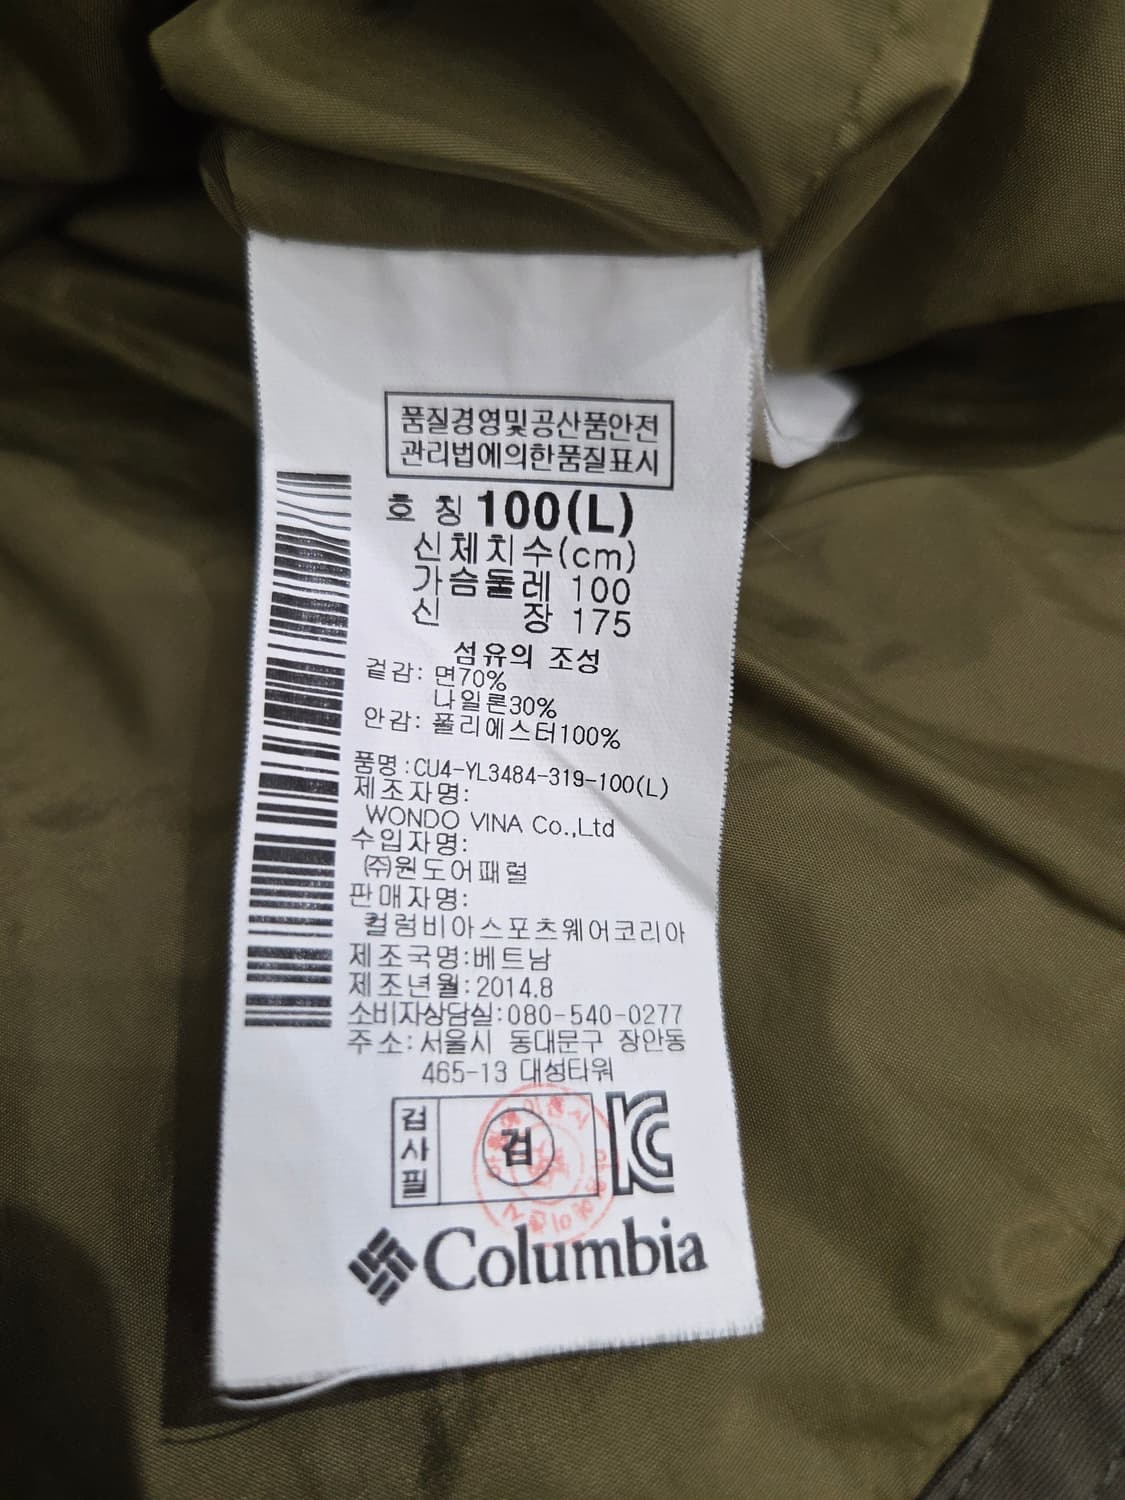 품질경영및공산품안전
관리법에의한품질표시
호 칭 100(L)
신체치수(cm)
가슴둘레 100
신 장 175
섬유의 조성
겉감: 면70%
나일론30%
안감: 폴리에스터100%
품명:CU4-YL3484-319-100(L)
제조자명:
WONDO VINA Co.,Ltd
수입자명:
㈜원도어패럴
판매자명:
컬럼비아스포츠웨어코리아
제조국명:베트남
제조년월:2014.8
소비자상담실:080-540-0277
주소:서울시 동대문구 장안동
465-13 대성타워
검사필
검
KC
Columbia